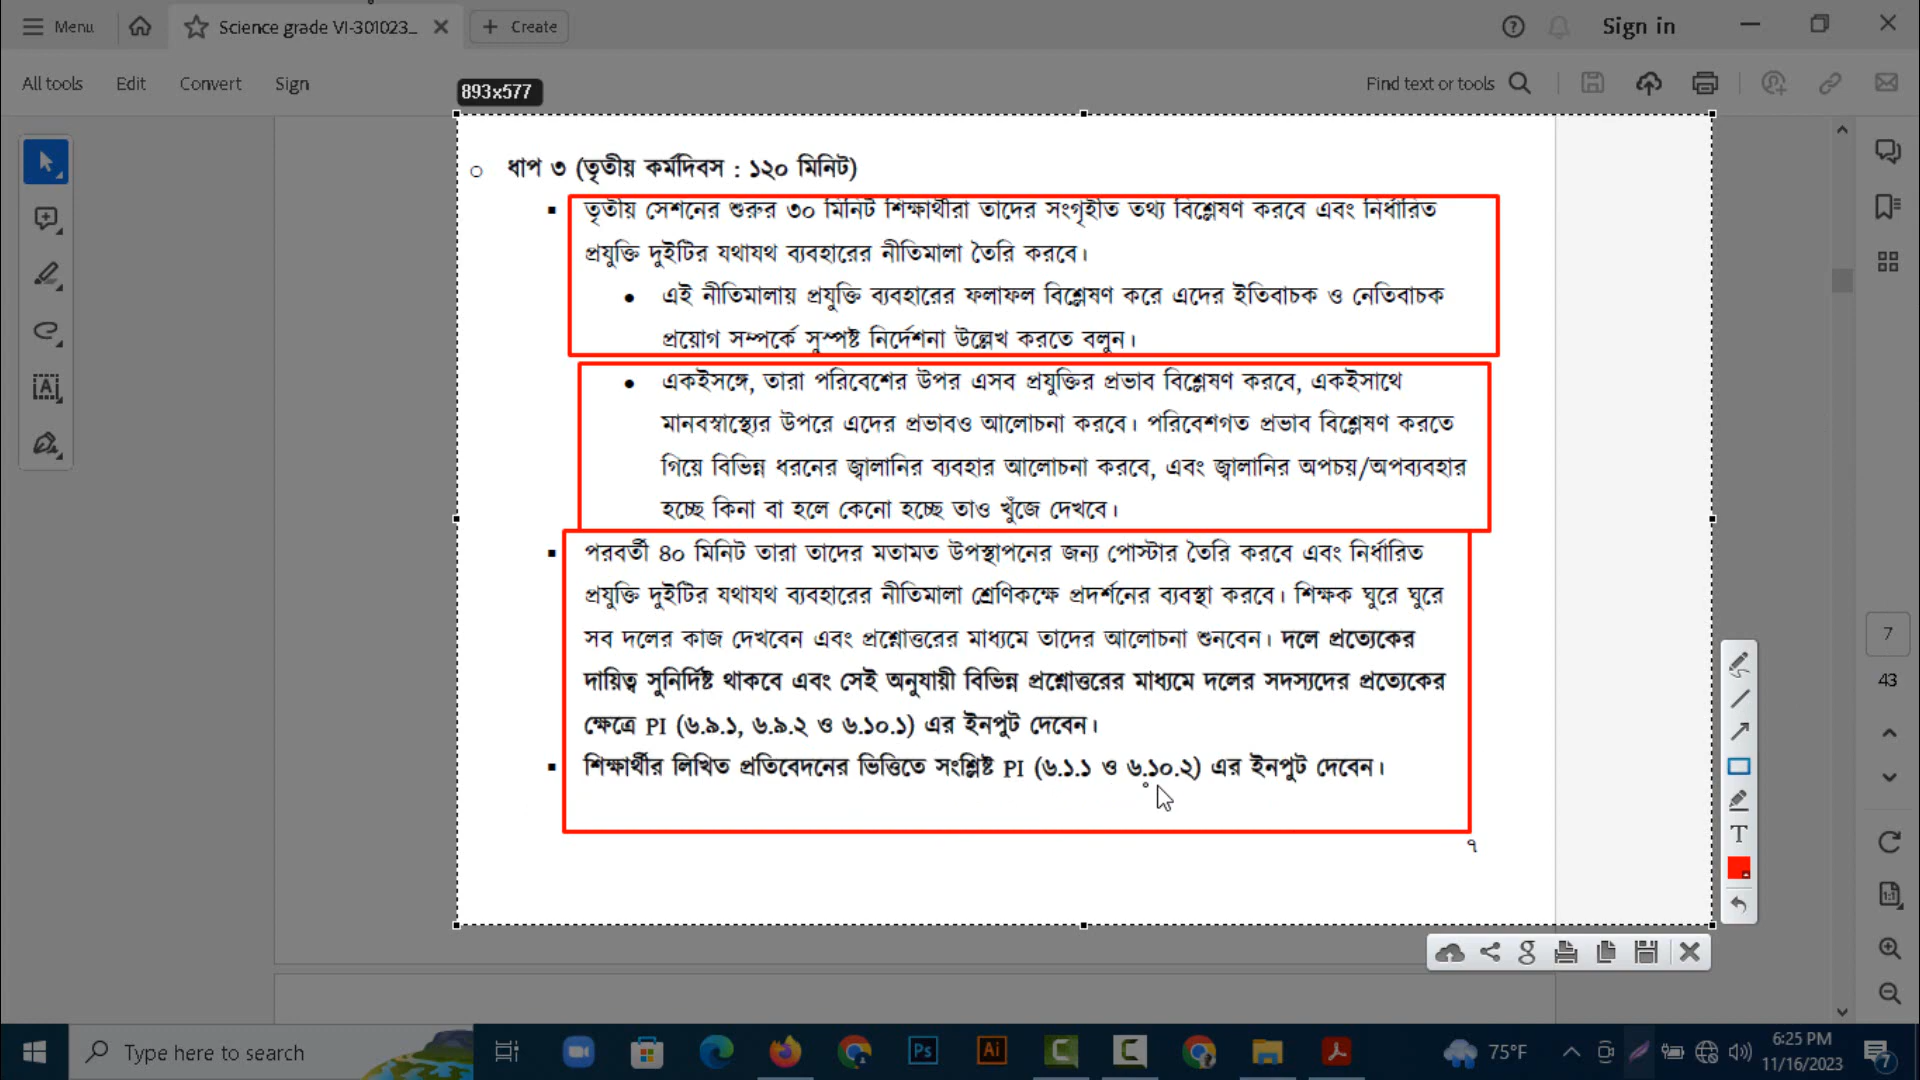 Menu
Science grade VI-301023_
Create
Sign in
All tools
Edit
Convert
Sign
Find text or tools
893x577
ধাপ ৩ (তৃতীয় কর্মদিবস : ১২০ মিনিট)
তৃতীয় সেশনের শুরুর ৩০ মিনিট শিক্ষার্থীরা তাদের সংগৃহীত তথ্য বিশ্লেষণ করবে এবং নির্ধারিত
প্রযুক্তি দুইটির যথাযথ ব্যবহারের নীতিমালা তৈরি করবে।
এই নীতিমালায় প্রযুক্তি ব্যবহারের ফলাফল বিশ্লেষণ করে এদের ইতিবাচক ও নেতিবাচক
প্রয়োগ সম্পর্কে সুস্পষ্ট নির্দেশনা উল্লেখ করতে বলুন।
একইসঙ্গে, তারা পরিবেশের উপর এসব প্রযুক্তির প্রভাব বিশ্লেষণ করবে, একইসাথে
মানবস্বাস্থ্যের উপরে এদের প্রভাবও আলোচনা করবে। পরিবেশগত প্রভাব বিশ্লেষণ করতে
গিয়ে বিভিন্ন ধরনের জ্বালানির ব্যবহার আলোচনা করবে, এবং জ্বালানির অপচয়/অপব্যবহার
হচ্ছে কিনা বা হলে কেনো হচ্ছে তাও খুঁজে দেখবে।
পরবর্তী ৪০ মিনিট তারা তাদের মতামত উপস্থাপনের জন্য পোস্টার তৈরি করবে এবং নির্ধারিত
প্রযুক্তি দুইটির যথাযথ ব্যবহারের নীতিমালা শ্রেণিকক্ষে প্রদর্শনের ব্যবস্থা করবে। শিক্ষক ঘুরে ঘুরে
সব দলের কাজ দেখবেন এবং প্রশ্নোত্তরের মাধ্যমে তাদের আলোচনা শুনবেন। দলে প্রত্যেকের
দায়িত্ব সুনির্দিষ্ট থাকবে এবং সেই অনুযায়ী বিভিন্ন প্রশ্নোত্তরের মাধ্যমে দলের সদস্যদের প্রত্যেকের
ক্ষেত্রে PI (৬.৯.১, ৬.৯.২ ও ৬.১০.১) এর ইনপুট দেবেন।
শিক্ষার্থীর লিখিত প্রতিবেদনের ভিত্তিতে সংশ্লিষ্ট PI (৬.১.১ ও ৬.১০.২) এর ইনপুট দেবেন।
৭
7
43
Type here to search
75°F
6:25 PM
11/16/2023
7